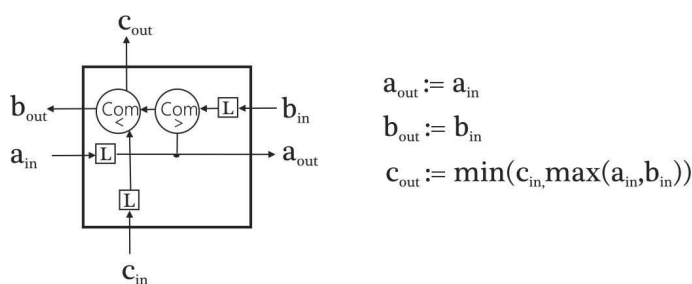 c_out
b_out Com < Com > L b_in
a_in L a_out
L
c_in
a_out := a_in
b_out := b_in
c_out := min(c_in,max(a_in,b_in))